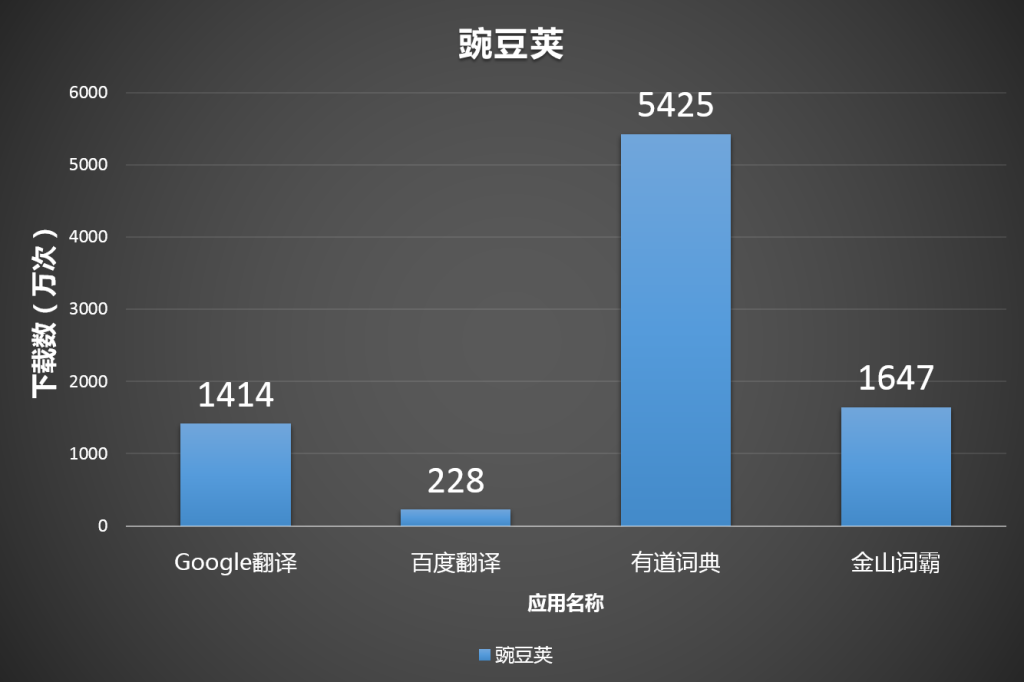 豌豆荚
6000
5000
4000
3000
2000
1000
0
下载数（万次）
1414
228
5425
1647
Google翻译
百度翻译
有道词典
金山词霸
应用名称
豌豆荚